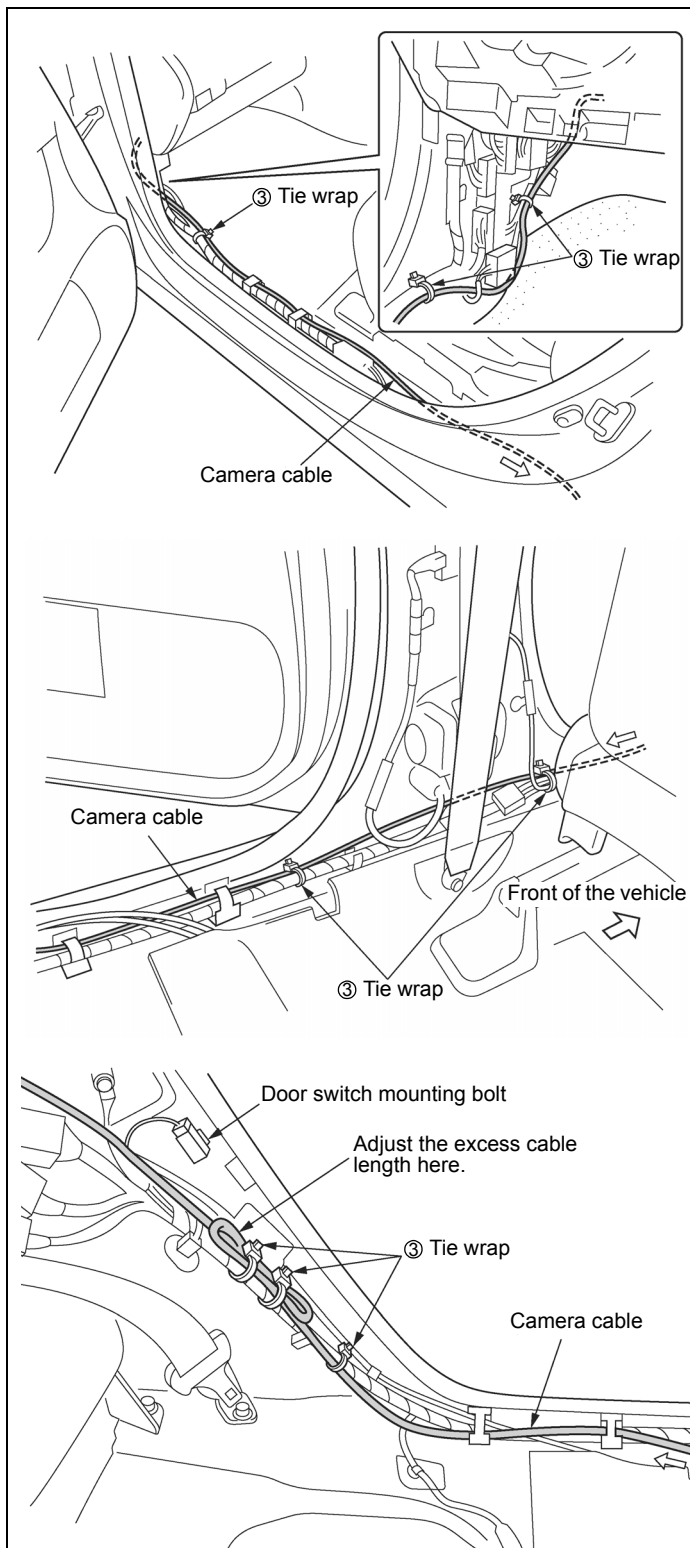 ③ Tie wrap
③ Tie wrap
Camera cable
Camera cable
Front of the vehicle
③ Tie wrap
Door switch mounting bolt
Adjust the excess cable
length here.
③ Tie wrap
Camera cable